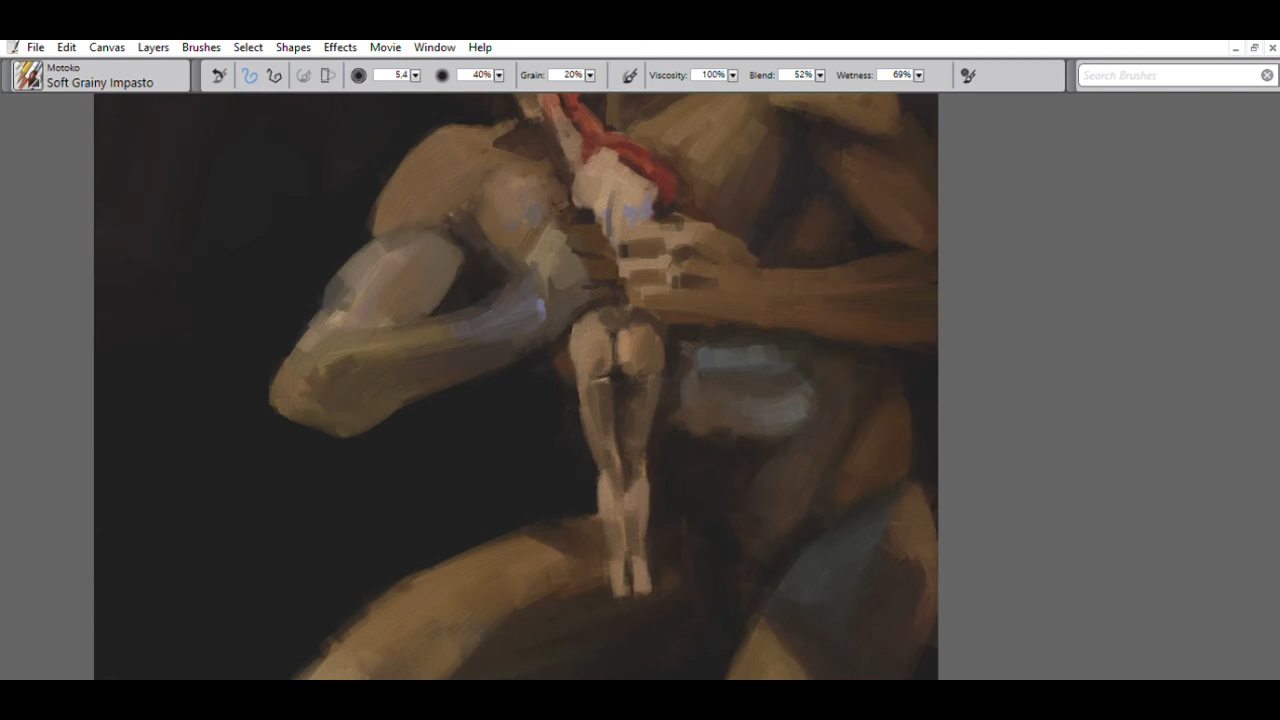 File Edit Canvas Layers Brushes Select Shapes Effects Movie Window Help
Motoko
Soft Grainy Impasto
5,4 40% Grain: 20% Viscosity: 100% Blend: 52% Wetness: 69% Search Brushes